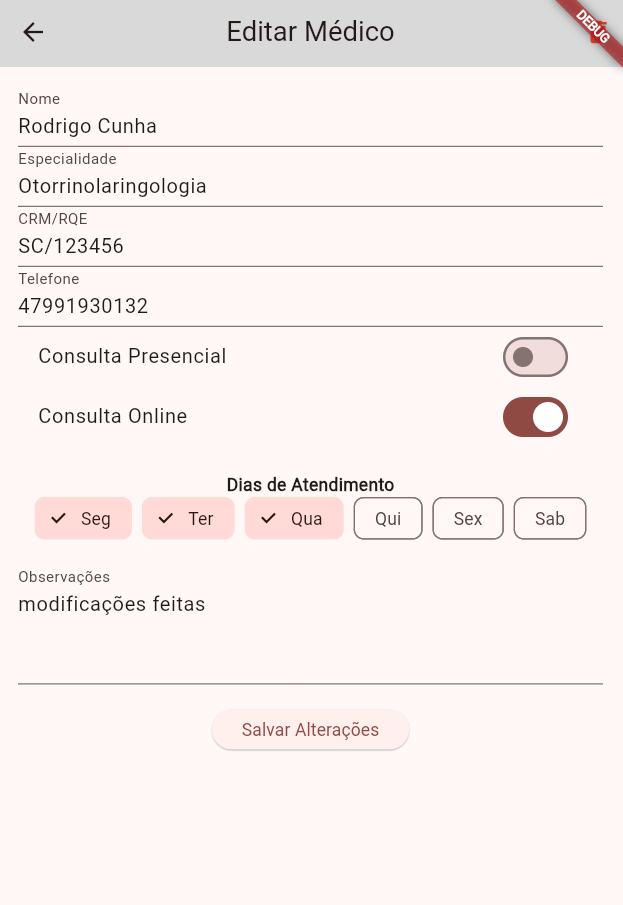 Editar Médico
DEBUG
Nome
Rodrigo Cunha
Especialidade
Otorrinolaringologia
CRM/RQE
SC/123456
Telefone
47991930132
Consulta Presencial
Consulta Online
Dias de Atendimento
Seg Ter Qua Qui Sex Sab
Observações
modificações feitas
Salvar Alterações